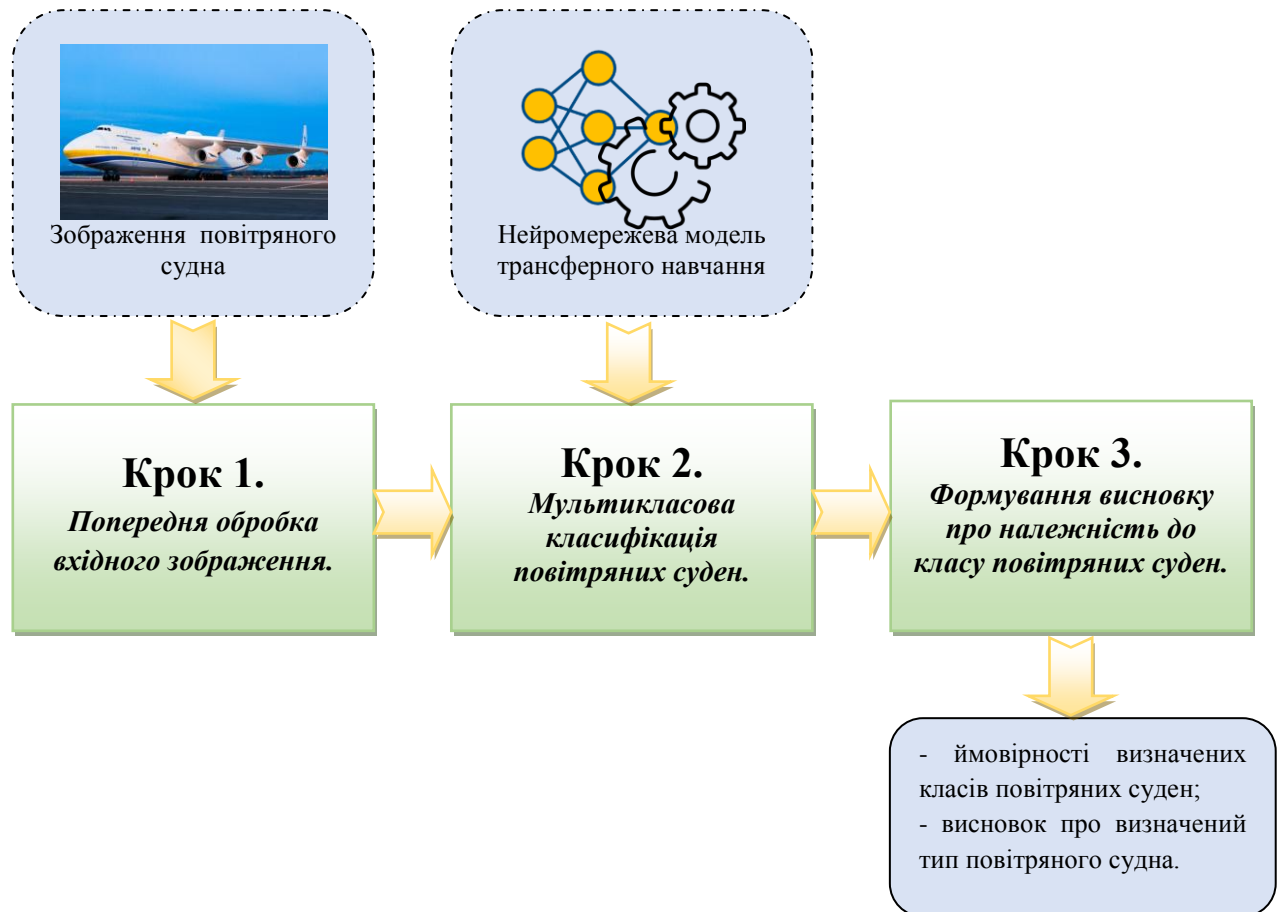 Зображення повітряного
судна
Нейромережева модель
трансферного навчання
Крок 1.
Попередня обробка
вхідного зображення.
Крок 2.
Мультикласова
класифікація
повітряних суден.
Крок 3.
Формування висновку
про належність до
класу повітряних суден.
- ймовірності визначених
класів повітряних суден;
- висновок про визначений
тип повітряного судна.